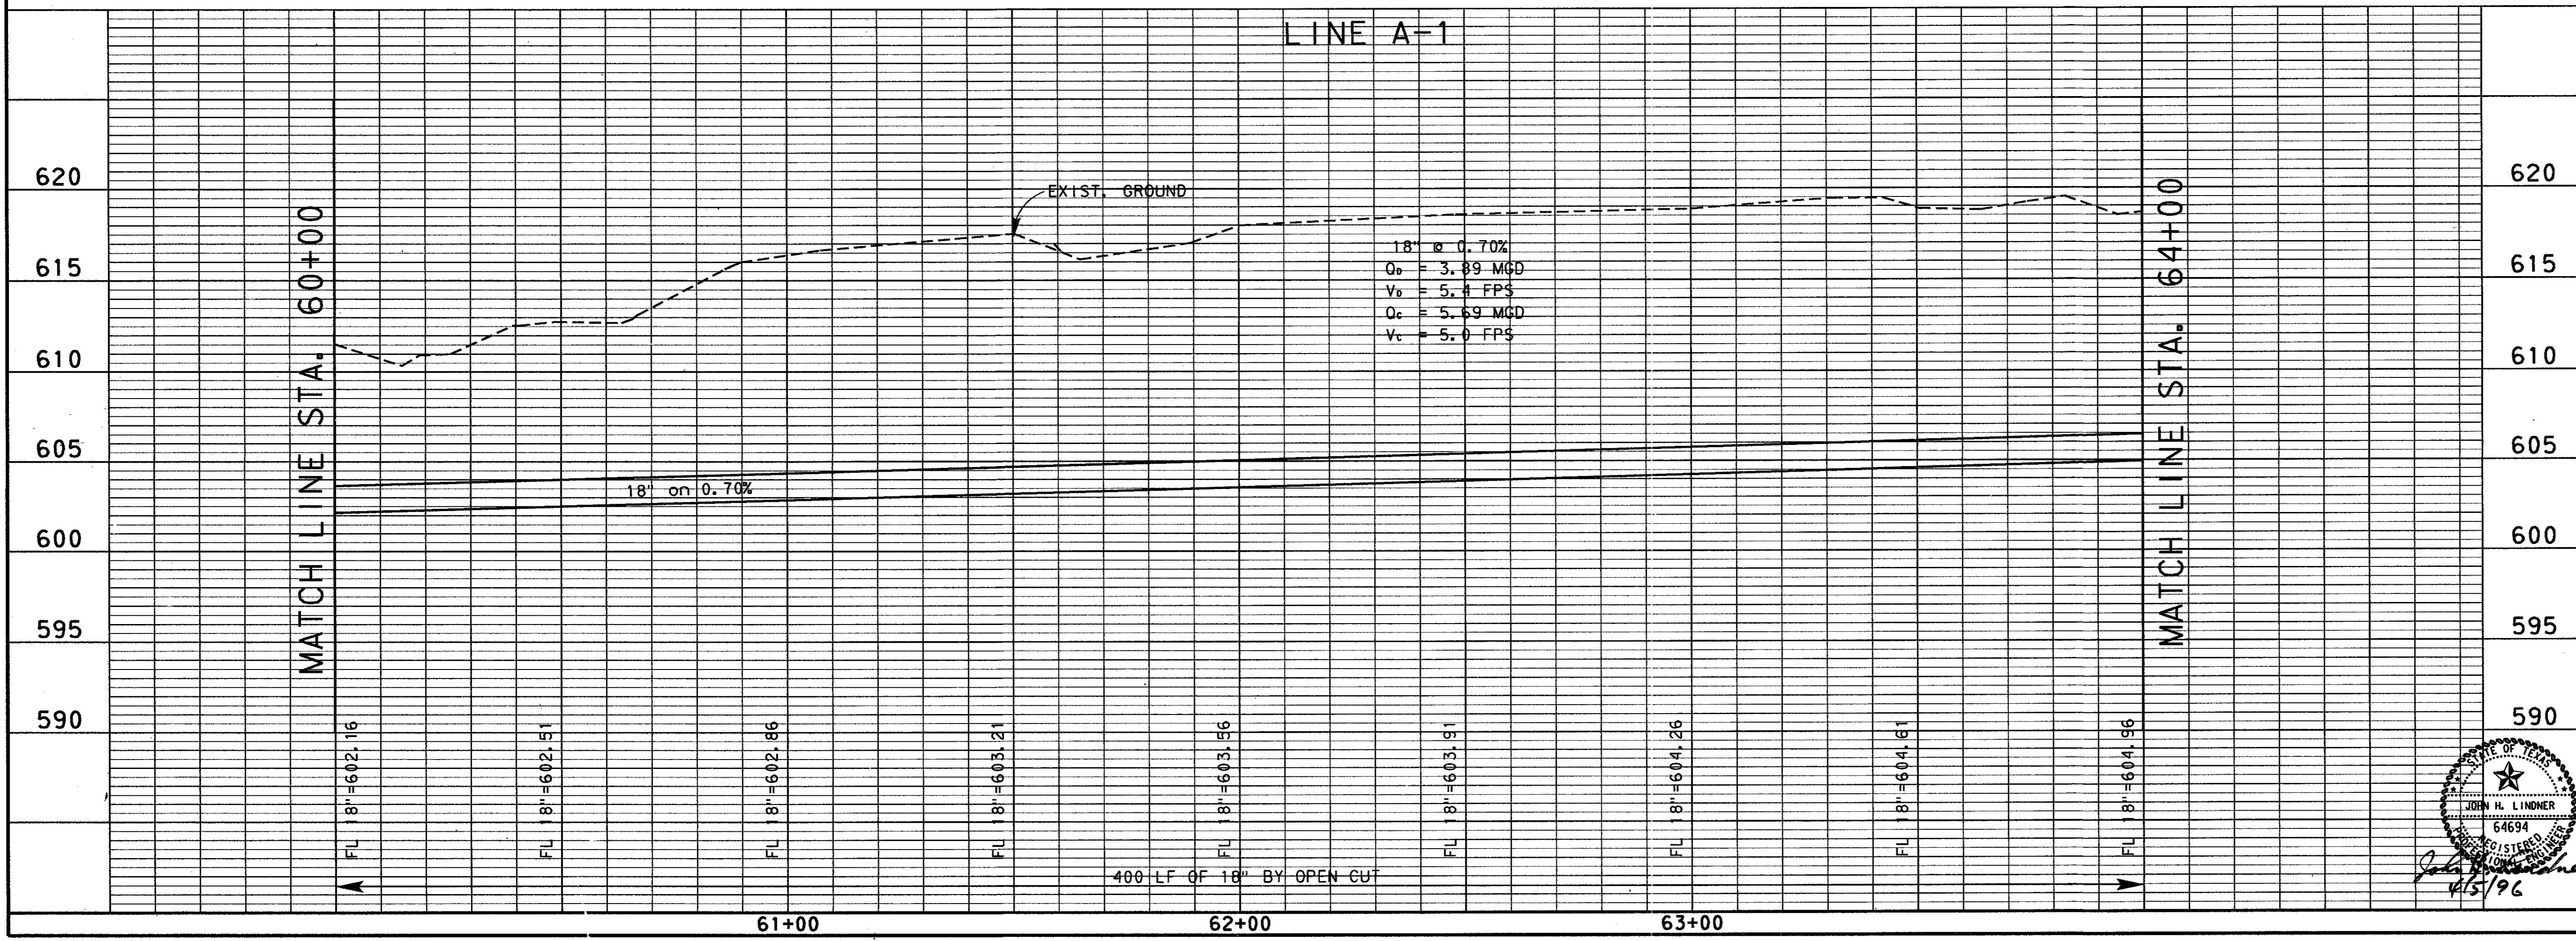 LINE A-1
620
615
610
605
600
595
590
MATCH LINE STA. 60+00
EXIST. GROUND
18" @ 0.70%
QD = 3.89 MGD
VD = 5.4 FPS
QC = 5.69 MGD
VC = 5.0 FPS
18" on 0.70%
MATCH LINE STA. 64+00
620
615
610
605
600
595
590
FL 18"=602.16
FL 18"=602.51
FL 18"=602.86
FL 18"=603.21
FL 18"=603.56
FL 18"=603.91
FL 18"=604.26
FL 18"=604.61
FL 18"=604.96
400 LF OF 18" BY OPEN CUT
61+00
62+00
63+00
STATE OF TEXAS
JOHN H. LINDNER
64694
REGISTERED
PROFESSIONAL ENGINEER
John H. Lindner
4/5/96